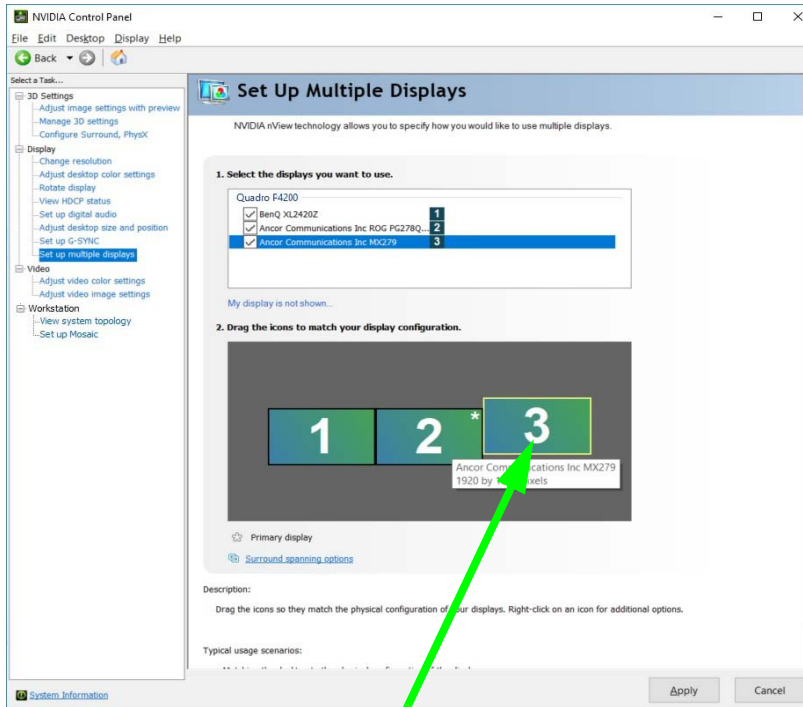 NVIDIA Control Panel
File Edit Desktop Display Help
Back
Select a Task...
3D Settings
Adjust image settings with preview
Manage 3D settings
Configure Surround, PhysX
Display
Change resolution
Adjust desktop color settings
Rotate display
View HDCP status
Set up digital audio
Adjust desktop size and position
Set up G-SYNC
Set up multiple displays
Video
Adjust video color settings
Adjust video image settings
Workstation
View system topology
Set up Mosaic
System Information
Set Up Multiple Displays
NVIDIA nView technology allows you to specify how you would like to use multiple displays.
1. Select the displays you want to use.
Quadro P4200
BenQ XL2420Z 1
Ancor Communications Inc ROG PG278Q... 2
Ancor Communications Inc MX279 3
My display is not shown...
2. Drag the icons to match your display configuration.
1 2 * 3
Ancor Communications Inc MX279
1920 by pixels
Primary display
Surround spanning options
Description:
Drag the icons so they match the physical configuration of your displays. Right-click on an icon for additional options.
Typical usage scenarios:
Apply Cancel